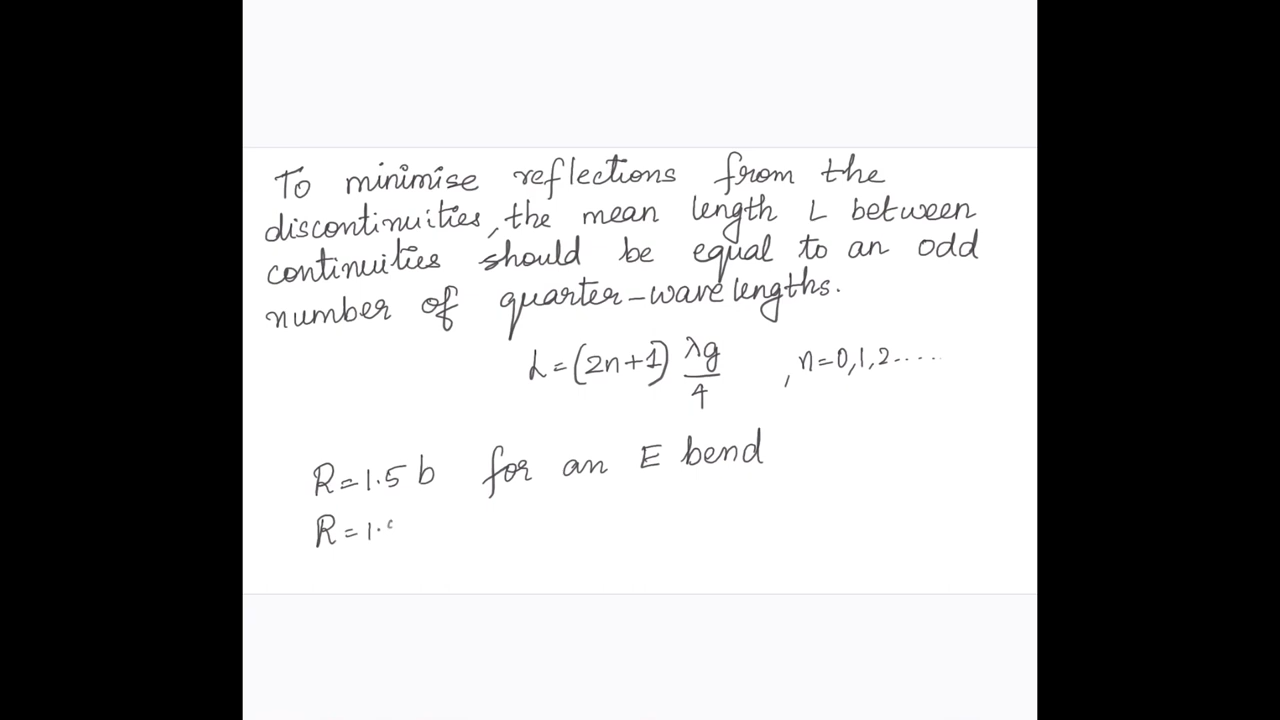 To minimise reflections from the
discontinuities, the mean length L between
continuities should be equal to an odd
number of quarter-wave lengths.
L = (2n+1) λg/4 , n=0,1,2.....
R=1.5 b for an E bend
R=1.